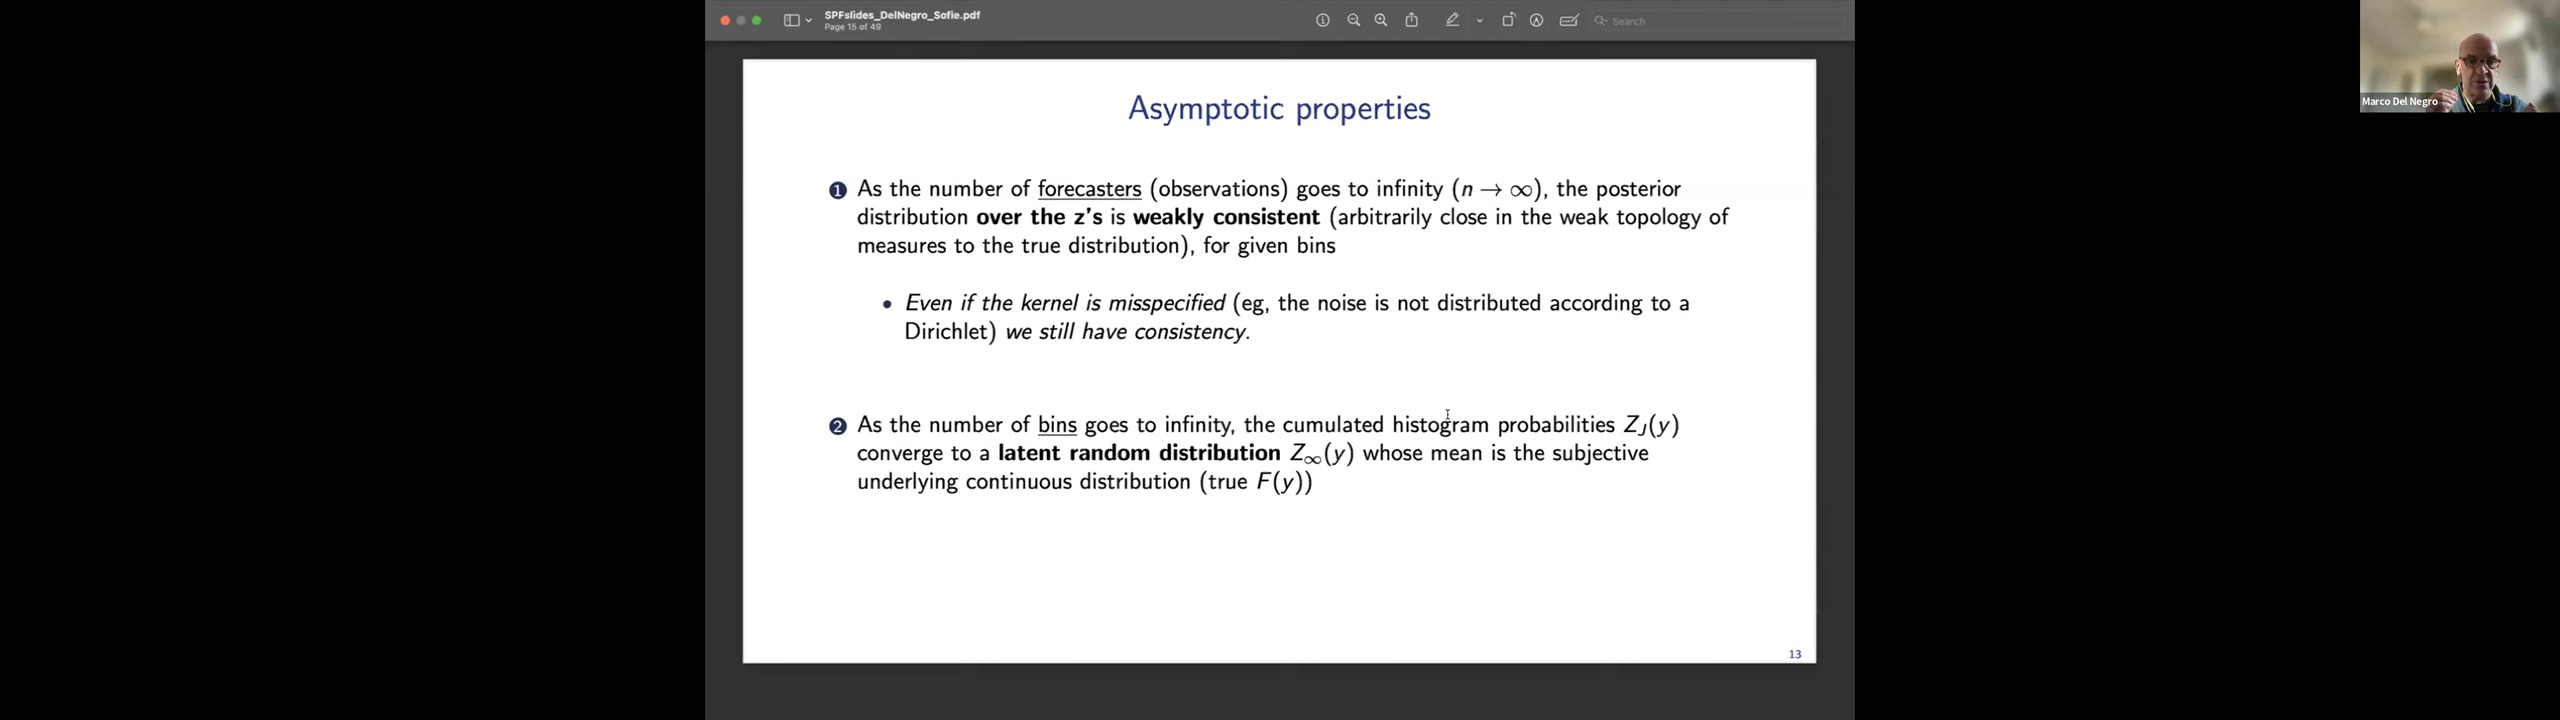 SPFslides_DelNegro_Sofie.pdf
Page 15 of 49
Search
Marco Del Negro
Asymptotic properties
1 As the number of forecasters (observations) goes to infinity (n → ∞), the posterior
distribution over the z's is weakly consistent (arbitrarily close in the weak topology of
measures to the true distribution), for given bins
• Even if the kernel is misspecified (eg, the noise is not distributed according to a
Dirichlet) we still have consistency.
2 As the number of bins goes to infinity, the cumulated histogram probabilities Z_J(y)
converge to a latent random distribution Z_∞(y) whose mean is the subjective
underlying continuous distribution (true F(y))
13